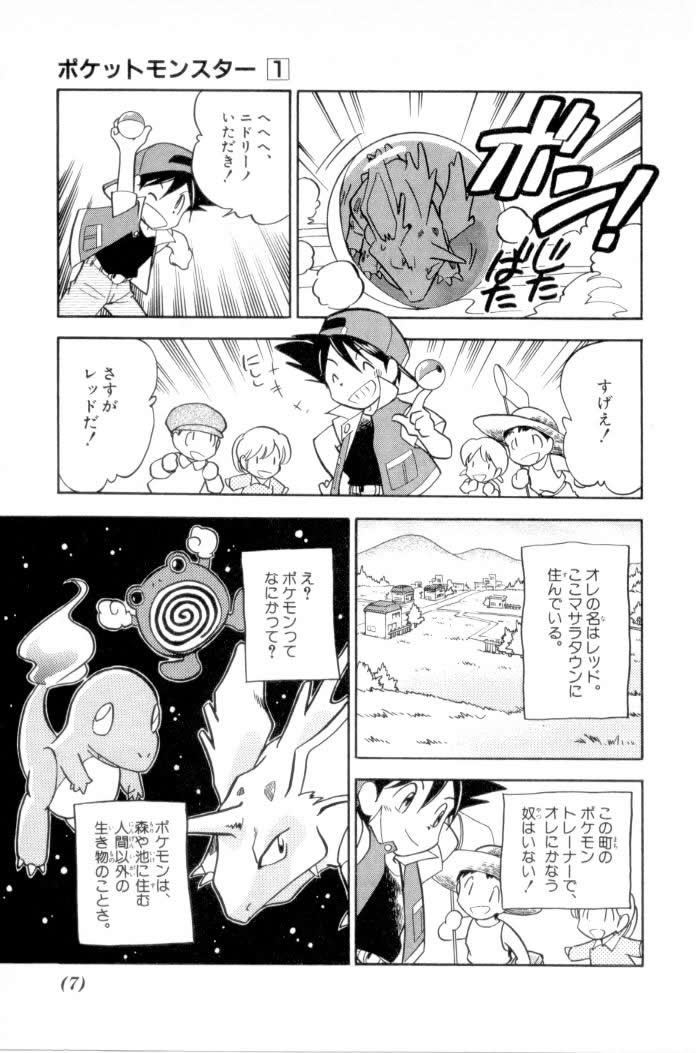 ポケットモンスター 1
ボン!
じた
ばた
へへへ、
ニドリーノ
いただき!
すげえ!
にこっ
さすが
レッドだ!
オレの名はレッド。
ここマサラタウンに
住んでいる。
この町の
ポケモン
トレーナーで、
オレにかなう
奴はいない!
え?
ポケモンって
なにかって?
ポケモンは、
森や池に住む
人間以外の
生き物のことさ。
(7)